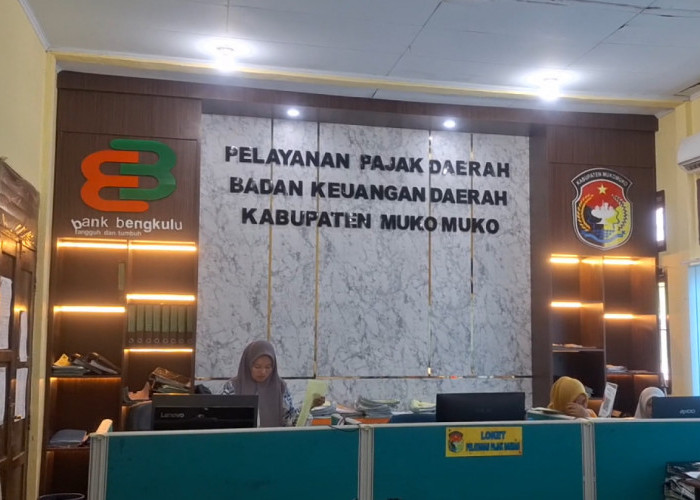 PELAYANAN PAJAK DAERAH
BADAN KEUANGAN DAERAH
KABUPATEN MUKO MUKO
bank bengkulu
tangguh dan tumbuh
KABUPATEN MUKOMUKO
Lenovo
LOKET
PELAYANAN PAJAK DAERAH